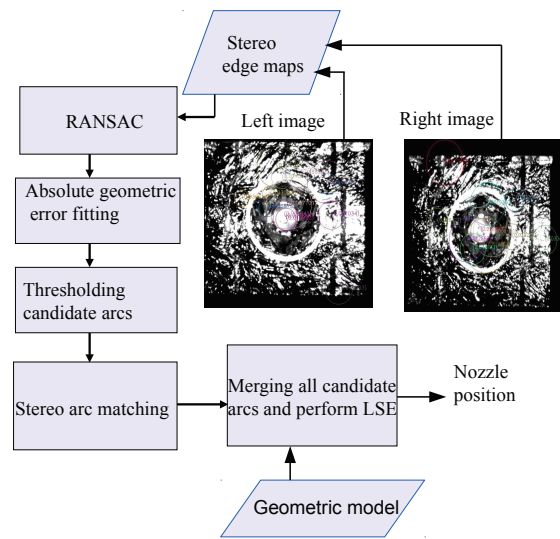 Stereo
edge maps
RANSAC
Left image
Right image
Absolute geometric
error fitting
Thresholding
candidate arcs
Stereo arc matching
Merging all candidate
arcs and perform LSE
Nozzle
position
Geometric model